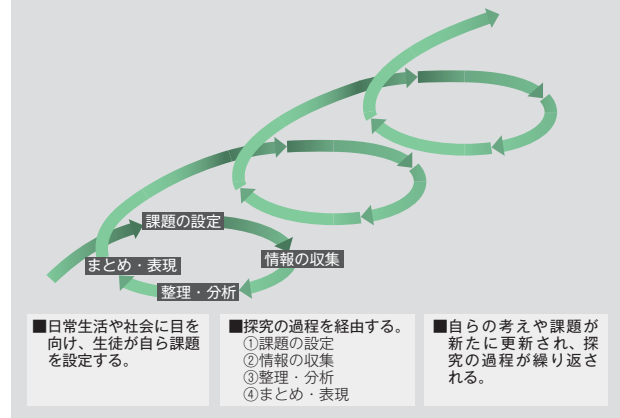 課題の設定
まとめ・表現
情報の収集
整理・分析
■日常生活や社会に目を
向け、生徒が自ら課題
を設定する。
■探究の過程を経由する。
①課題の設定
②情報の収集
③整理・分析
④まとめ・表現
■自らの考えや課題が
新たに更新され、探
究の過程が繰り返さ
れる。